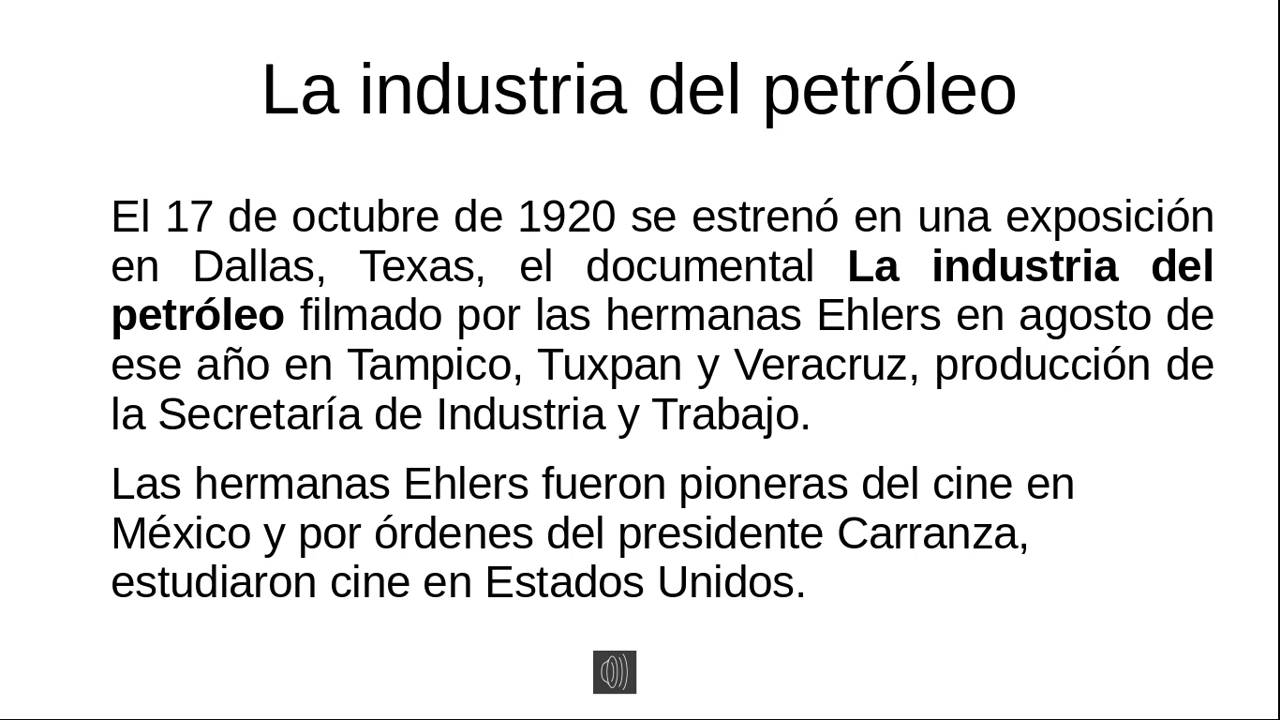 La industria del petróleo
El 17 de octubre de 1920 se estrenó en una exposición
en Dallas, Texas, el documental La industria del
petróleo filmado por las hermanas Ehlers en agosto de
ese año en Tampico, Tuxpan y Veracruz, producción de
la Secretaría de Industria y Trabajo.
Las hermanas Ehlers fueron pioneras del cine en
México y por órdenes del presidente Carranza,
estudiaron cine en Estados Unidos.